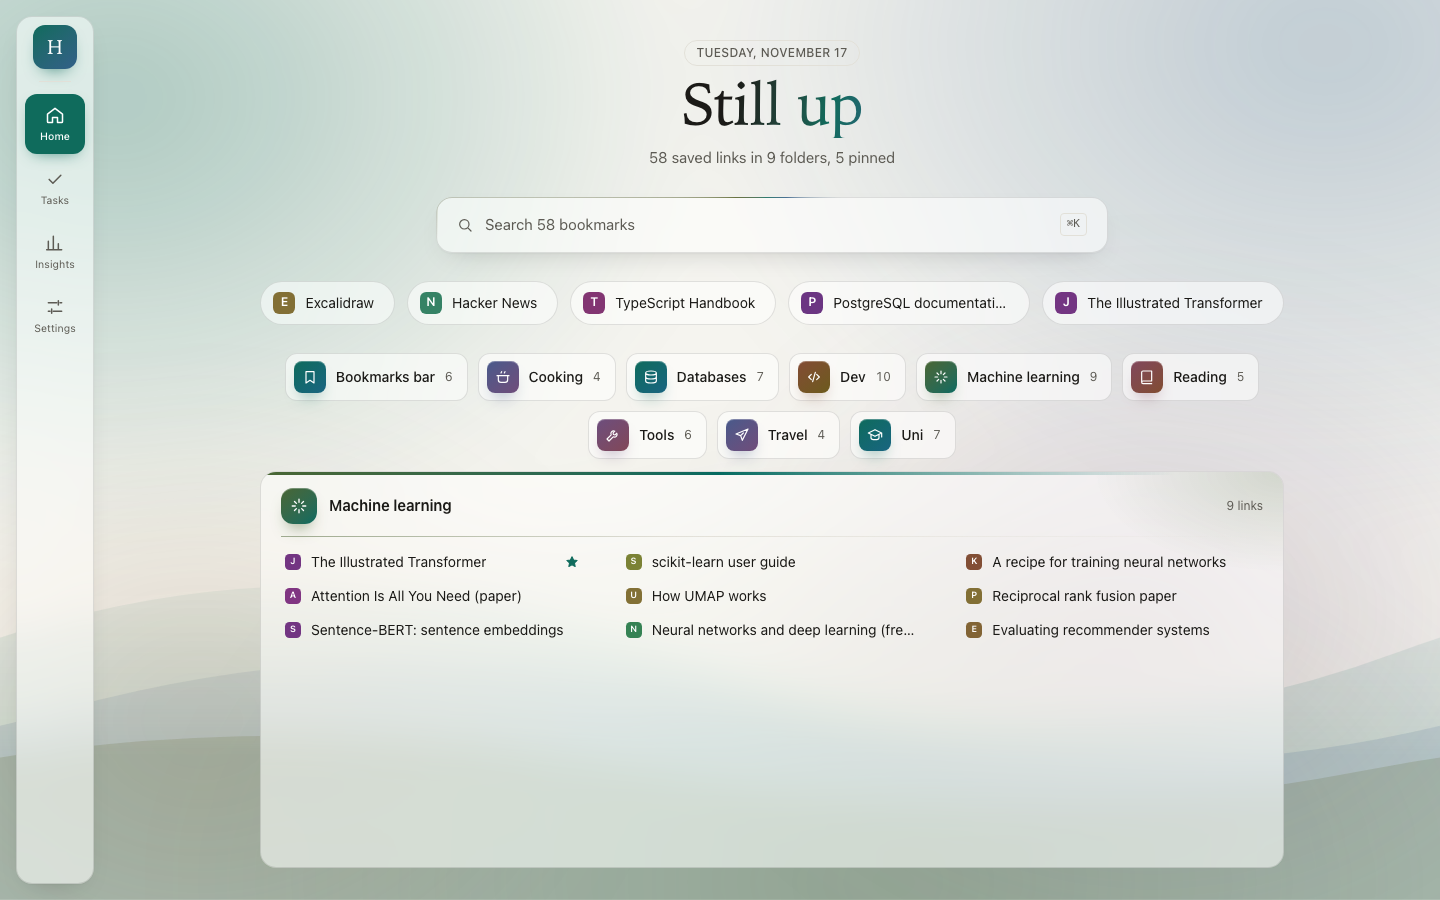 H
Home
Tasks
Insights
Settings
TUESDAY, NOVEMBER 17
Still up
58 saved links in 9 folders, 5 pinned
Search 58 bookmarks ⌘K
E Excalidraw N Hacker News T TypeScript Handbook P PostgreSQL documentati... J The Illustrated Transformer
Bookmarks bar 6 Cooking 4 Databases 7 Dev 10 Machine learning 9 Reading 5
Tools 6 Travel 4 Uni 7
Machine learning 9 links
J The Illustrated Transformer S scikit-learn user guide K A recipe for training neural networks
A Attention Is All You Need (paper) U How UMAP works P Reciprocal rank fusion paper
S Sentence-BERT: sentence embeddings N Neural networks and deep learning (fre... E Evaluating recommender systems